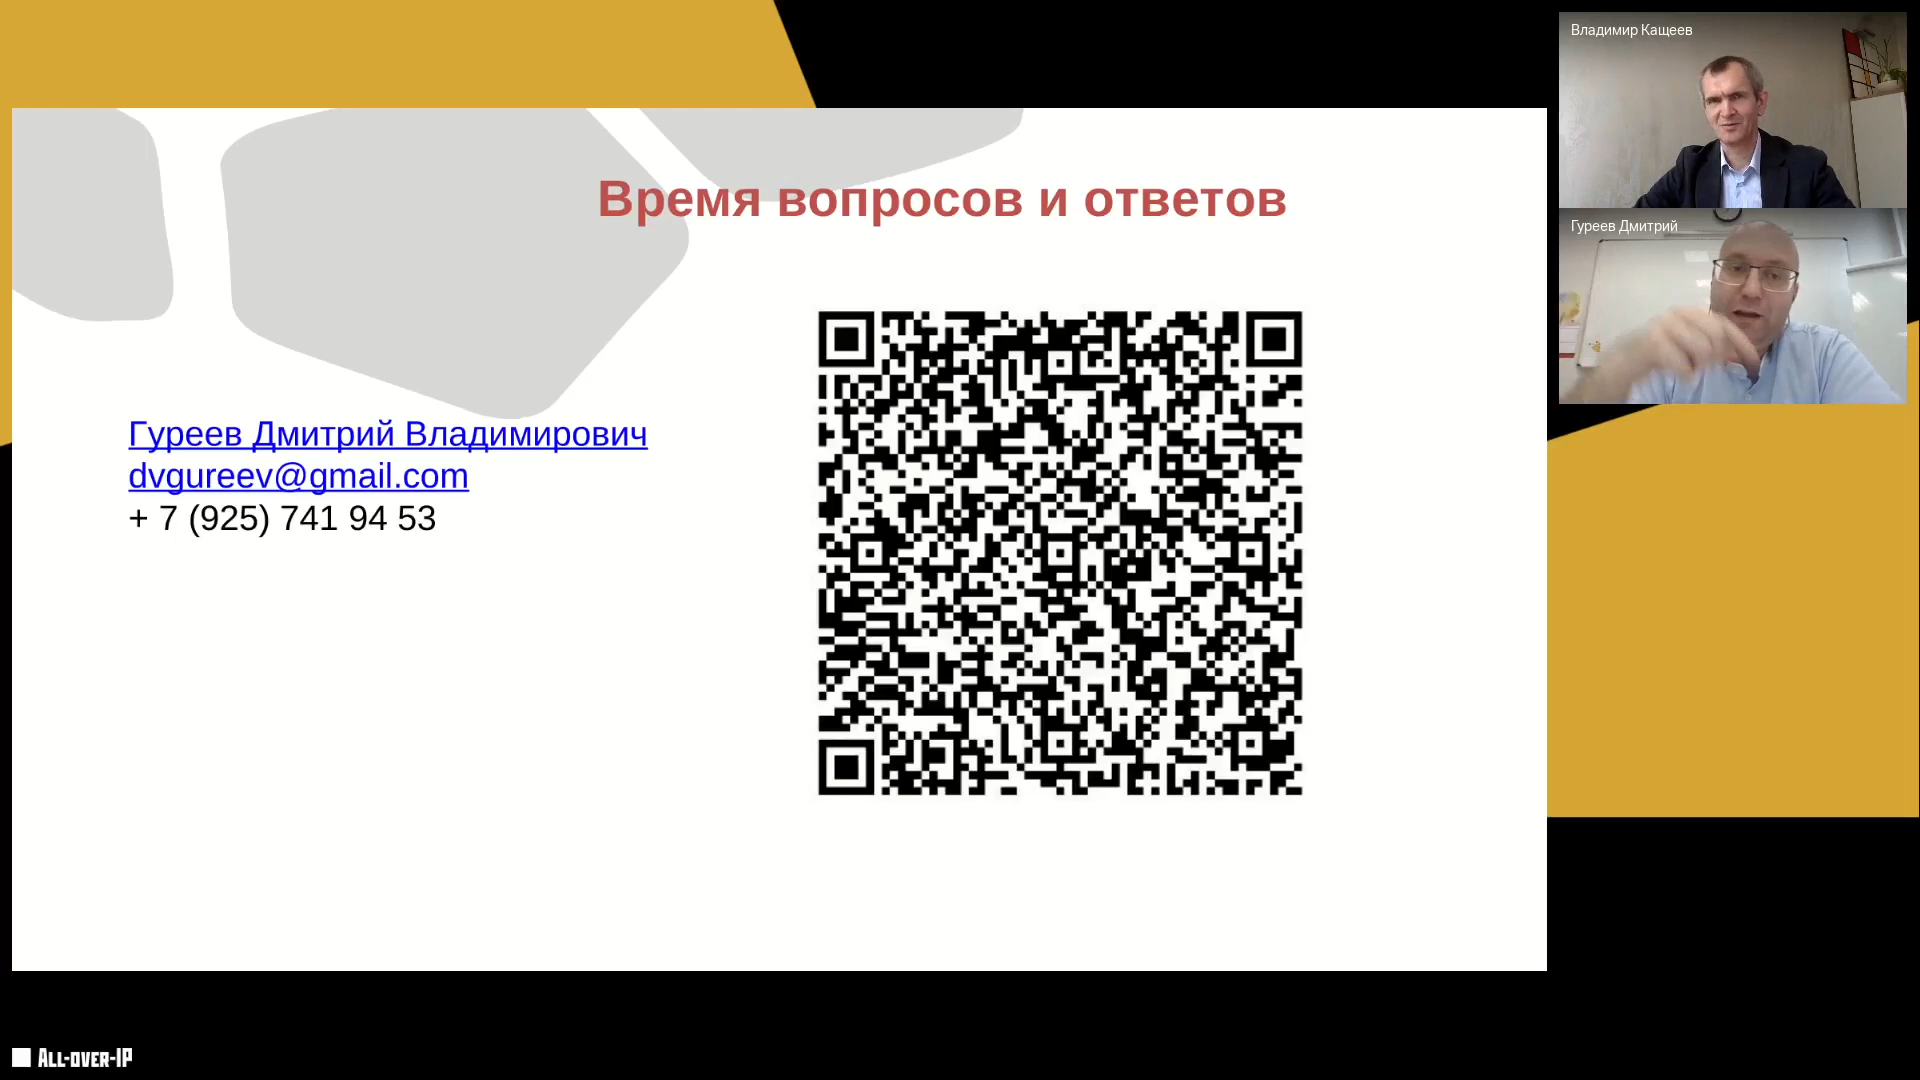 Владимир Кащеев
Время вопросов и ответов
Гуреев Дмитрий
Гуреев Дмитрий Владимирович
dvgureev@gmail.com
+ 7 (925) 741 94 53
All-over-IP